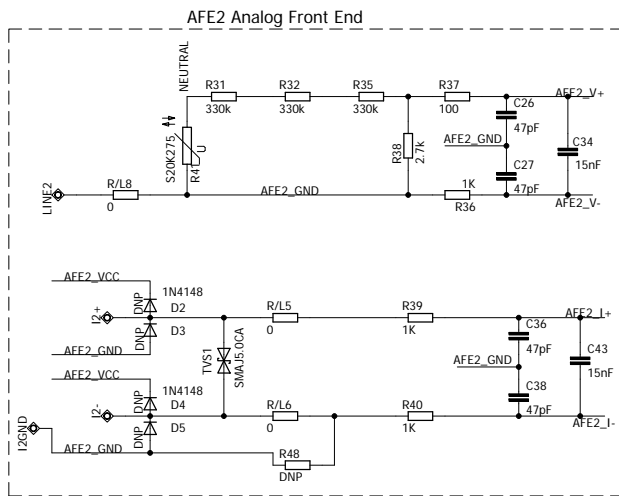 AFE2 Analog Front End
NEUTRAL
R31
330k
R32
330k
R35
330k
R37
100
AFE2_V+
C26
47pF
AFE2_GND
C34
15nF
S20K275
R41
U
R38
2.7k
C27
47pF
LINE2
R/L8
0
AFE2_GND
1K
R36
AFE2_V-
AFE2_VCC
1N4148
DNP
D2
I2+
DNP
D3
AFE2_GND
R/L5
0
R39
1K
AFE2_I+
C36
47pF
AFE2_GND
C43
15nF
TVS1
SMAJ5.0CA
AFE2_VCC
1N4148
DNP
D4
I2-
DNP
D5
R/L6
0
R40
1K
C38
47pF
AFE2_I-
I2GND
AFE2_GND
R48
DNP